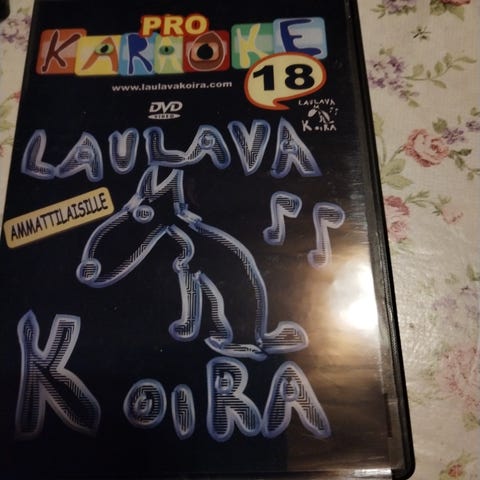 PRO
KARAOKE
18
www.laulavakoira.com
LAULAVA
KOIRA
DVD
VIDEO
LAULAVA
AMMATTILAISILLE
KOIRA